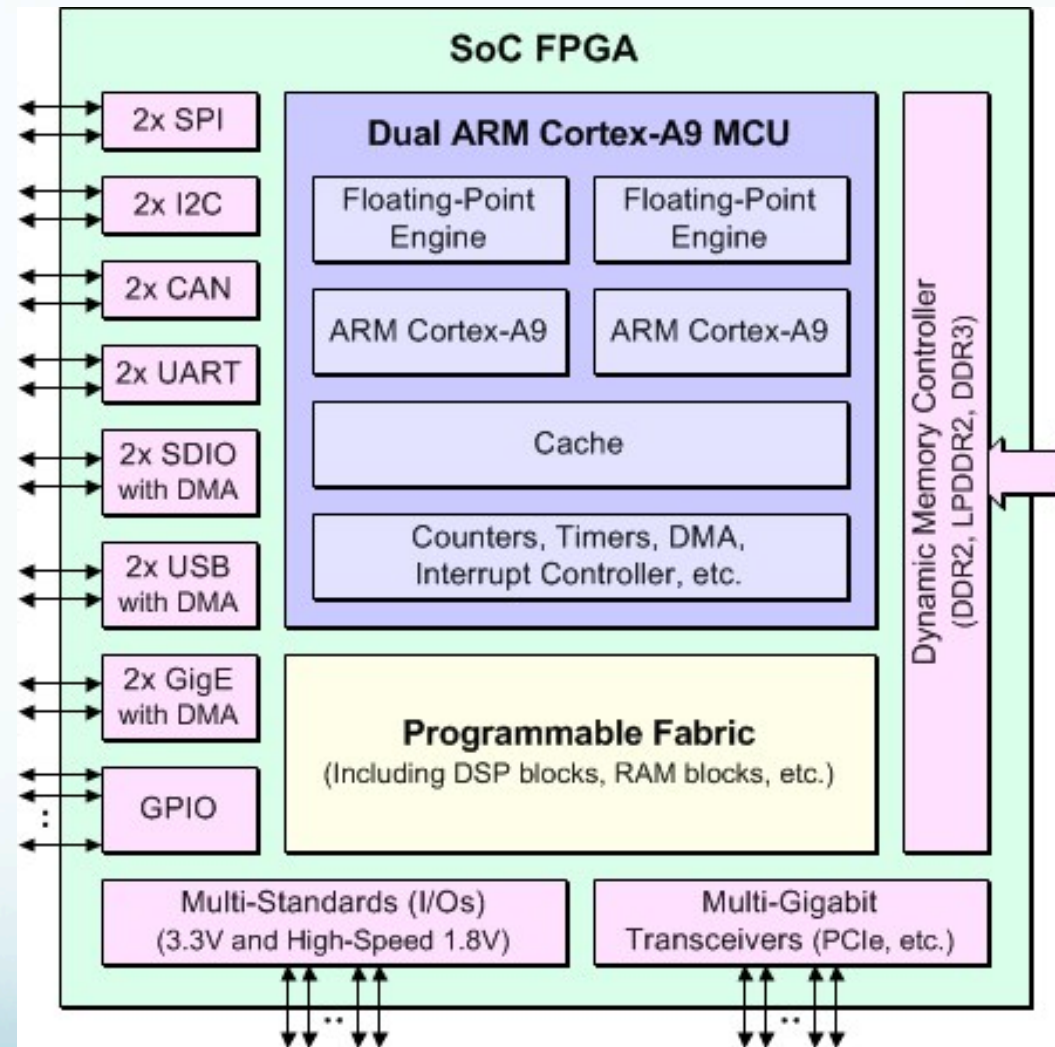 SoC FPGA
2x SPI
2x I2C
2x CAN
2x UART
2x SDIO
with DMA
2x USB
with DMA
2x GigE
with DMA
GPIO
Dual ARM Cortex-A9 MCU
Floating-Point
Engine
Floating-Point
Engine
ARM Cortex-A9
ARM Cortex-A9
Cache
Counters, Timers, DMA,
Interrupt Controller, etc.
Programmable Fabric
(Including DSP blocks, RAM blocks, etc.)
Dynamic Memory Controller
(DDR2, LPDDR2, DDR3)
Multi-Standards (I/Os)
(3.3V and High-Speed 1.8V)
Multi-Gigabit
Transceivers (PCIe, etc.)